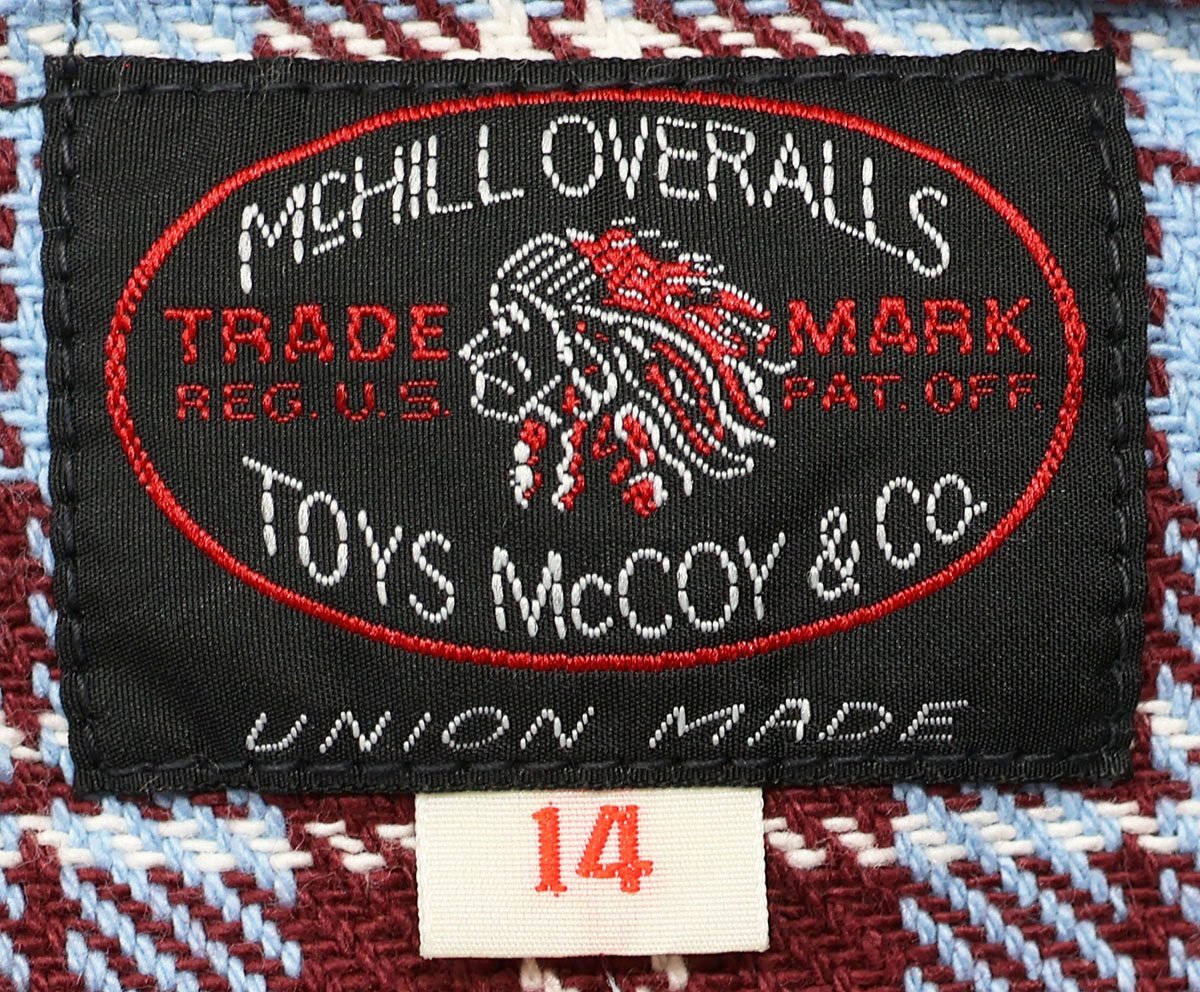 McHILL OVERALLS
TRADE MARK
REG. U.S. PAT. OFF.
TOYS McCOY & Co.
UNION MADE
14